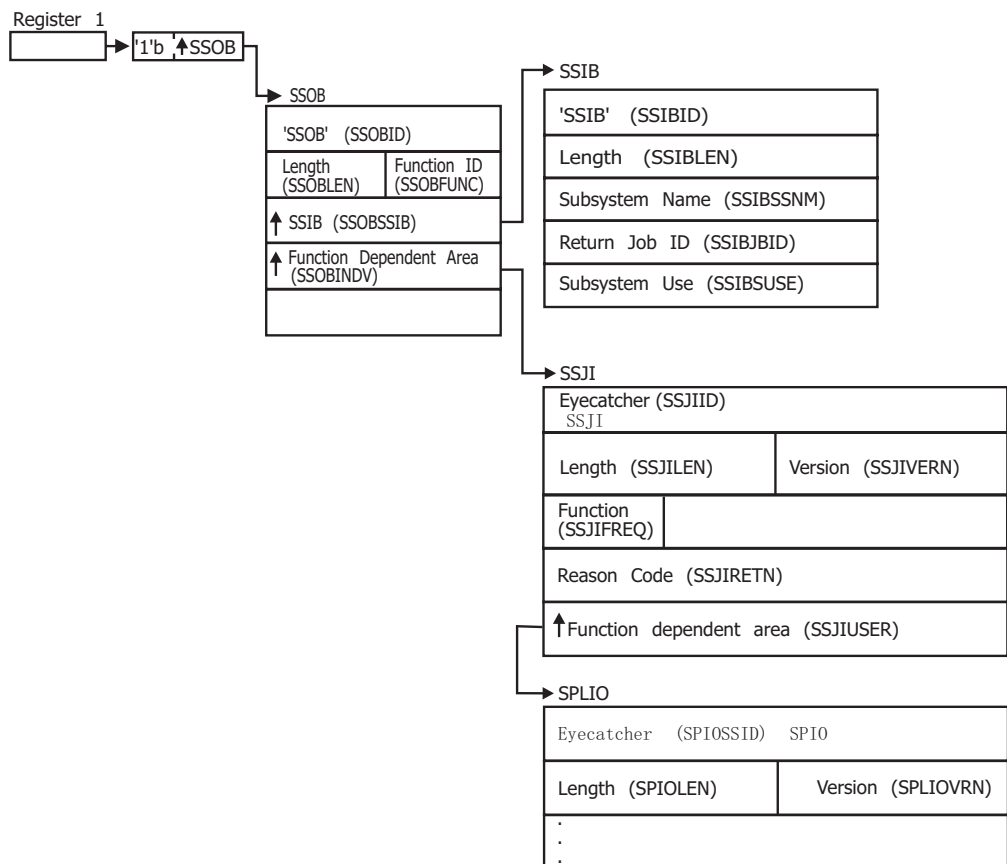 Register 1
'1'b ↑SSOB
SSIB
SSOB
'SSIB' (SSIBID)
'SSOB' (SSOBID)
Length (SSIBLEN)
Length
(SSOBLEN)
Function ID
(SSOBFUNC)
Subsystem Name (SSIBSSNM)
↑ SSIB (SSOBSSIB)
Return Job ID (SSIBJBID)
↑ Function Dependent Area
(SSOBINDV)
Subsystem Use (SSIBSUSE)
SSJI
Eyecatcher (SSJIID)
SSJI
Length (SSJILEN)
Version (SSJIVERN)
Function
(SSJIFREQ)
Reason Code (SSJIRETN)
↑Function dependent area (SSJIUSER)
SPLIO
Eyecatcher (SPIOSSID) SPIO
Length (SPIOLEN)
Version (SPLIOVRN)
.
.
.